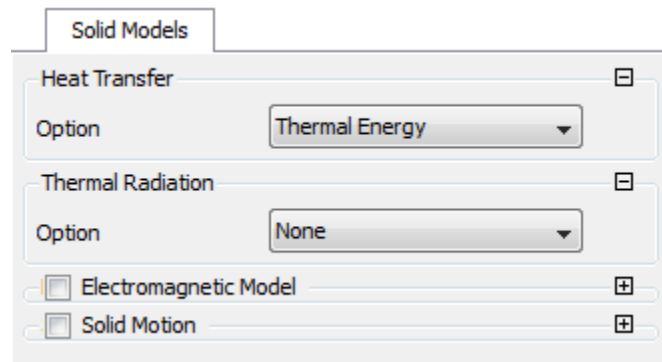 Solid Models
Heat Transfer
Option Thermal Energy
Thermal Radiation
Option None
Electromagnetic Model
Solid Motion